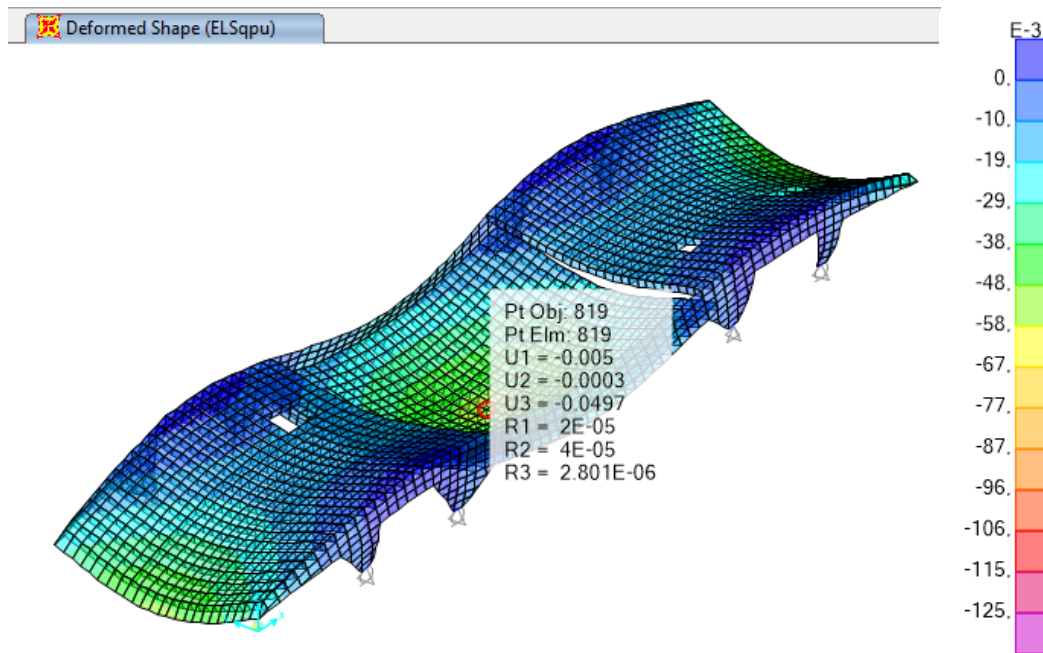 Deformed Shape (ELSqpu)
E-3
0,
-10,
-19,
-29,
-38,
-48,
-58,
-67,
-77,
-87,
-96,
-106,
-115,
-125,
Pt Obj: 819
Pt Elm: 819
U1 = -0.005
U2 = -0.0003
U3 = -0.0497
R1 = 2E-05
R2 = 4E-05
R3 = 2.801E-06
x